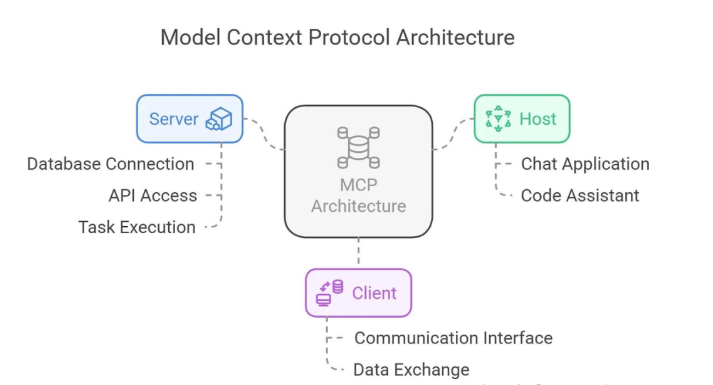 Model Context Protocol Architecture
Server
Database Connection
API Access
Task Execution
MCP
Architecture
Host
Chat Application
Code Assistant
Client
Communication Interface
Data Exchange